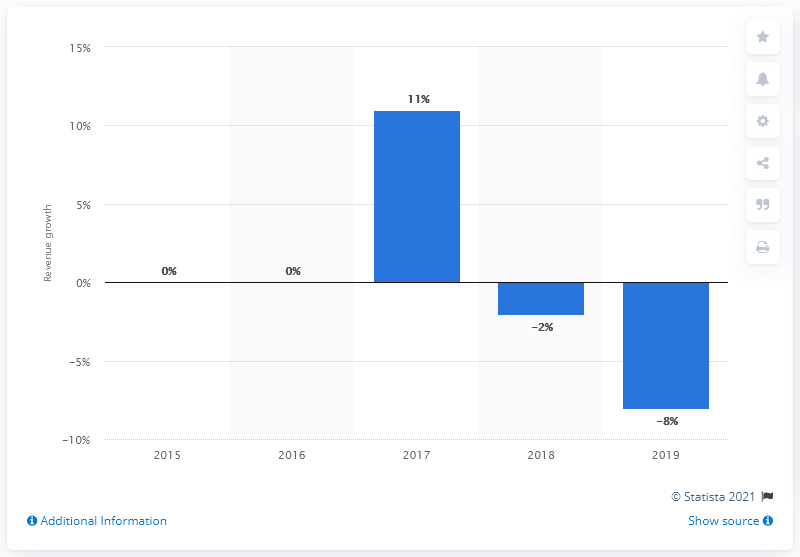 15%
10%
5%
0%
−5%
−10%
Revenue growth
0%
0%
11%
−2%
−8%
2015 2016 2017 2018 2019
© Statista 2021
Additional Information
Show source